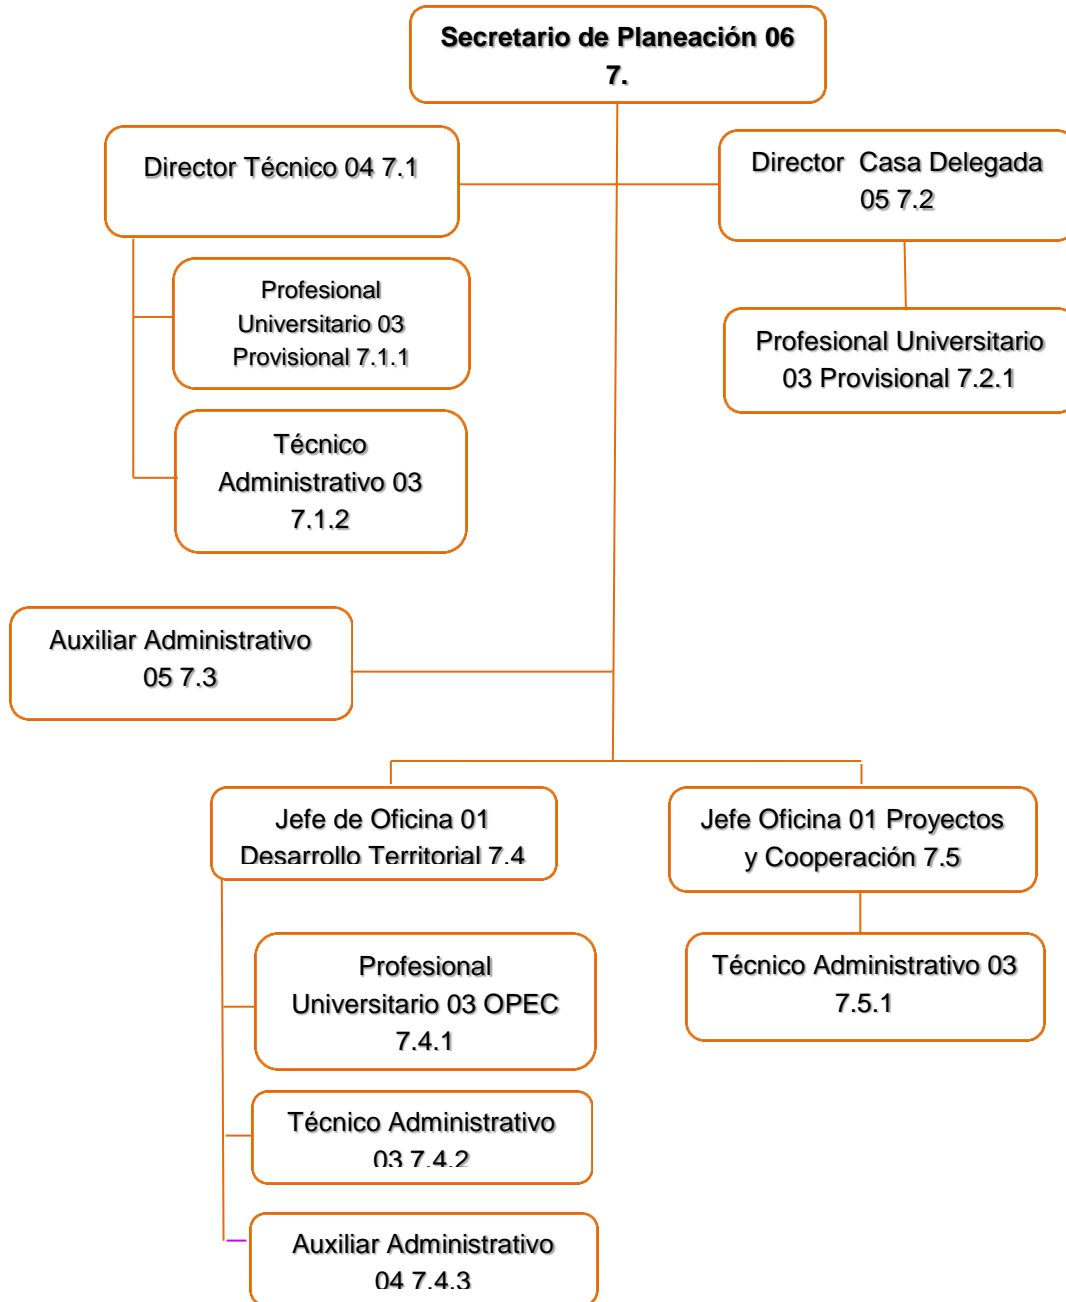 Secretario de Planeación 06
7.
Director Técnico 04 7.1
Director Casa Delegada
05 7.2
Profesional
Universitario 03
Provisional 7.1.1
Profesional Universitario
03 Provisional 7.2.1
Técnico
Administrativo 03
7.1.2
Auxiliar Administrativo
05 7.3
Jefe de Oficina 01
Desarrollo Territorial 7.4
Jefe Oficina 01 Proyectos
y Cooperación 7.5
Profesional
Universitario 03 OPEC
7.4.1
Técnico Administrativo 03
7.5.1
Técnico Administrativo
03 7.4.2
Auxiliar Administrativo
04 7.4.3